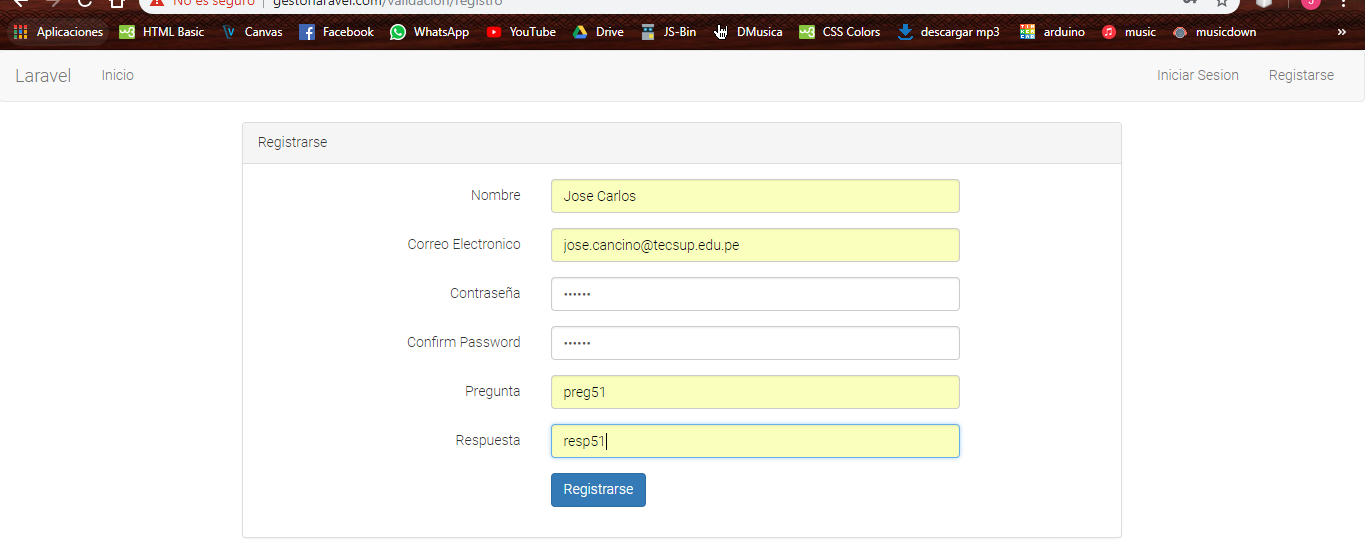 No es seguro | gestorlaravel.com/validacion/registro
Aplicaciones HTML Basic Canvas Facebook WhatsApp YouTube Drive JS-Bin DMusica CSS Colors descargar mp3 arduino music musicdown »
Laravel Inicio Iniciar Sesion Registarse
Registrarse
Nombre Jose Carlos
Correo Electronico jose.cancino@tecsup.edu.pe
Contraseña ••••••
Confirm Password ••••••
Pregunta preg51
Respuesta resp51
Registrarse